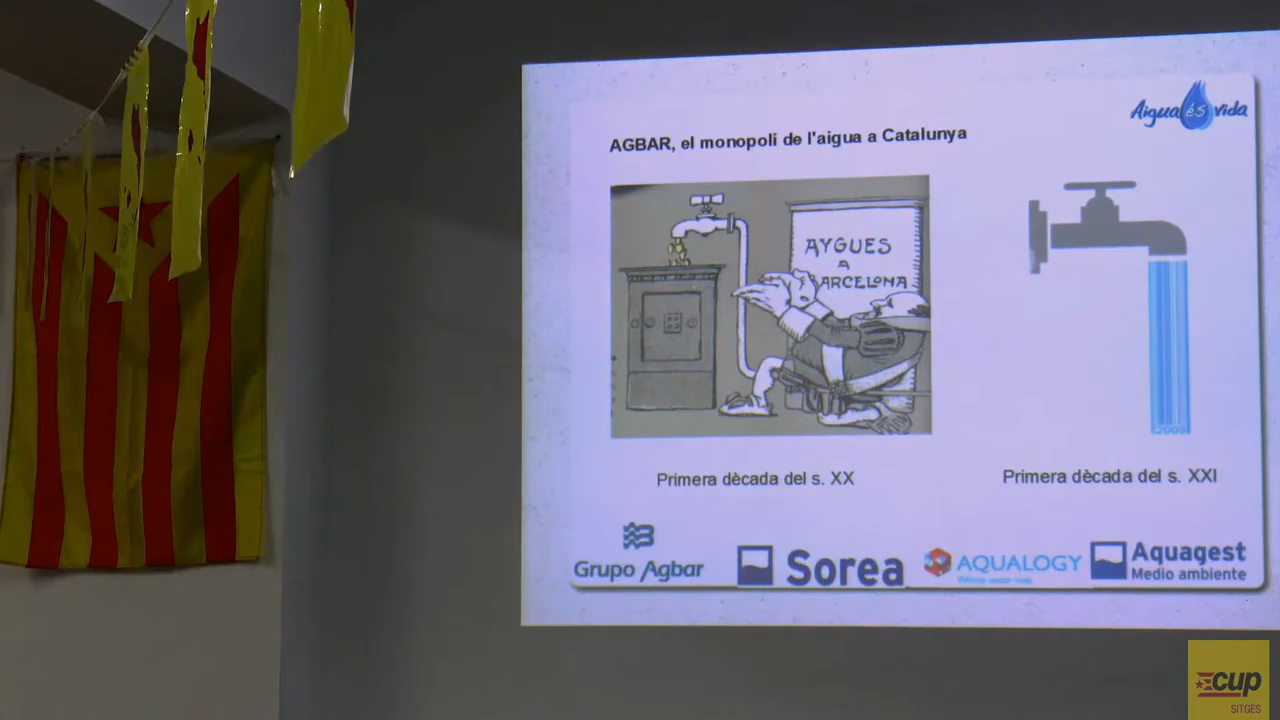 Aigua és vida
AGBAR, el monopoli de l'aigua a Catalunya
AYGUES
A
BARCELONA
2009
Primera dècada del s. XX
Primera dècada del s. XXI
Grupo Agbar
Sorea
AQUALOGY
Aquagest
Medio ambiente
cup
SITGES